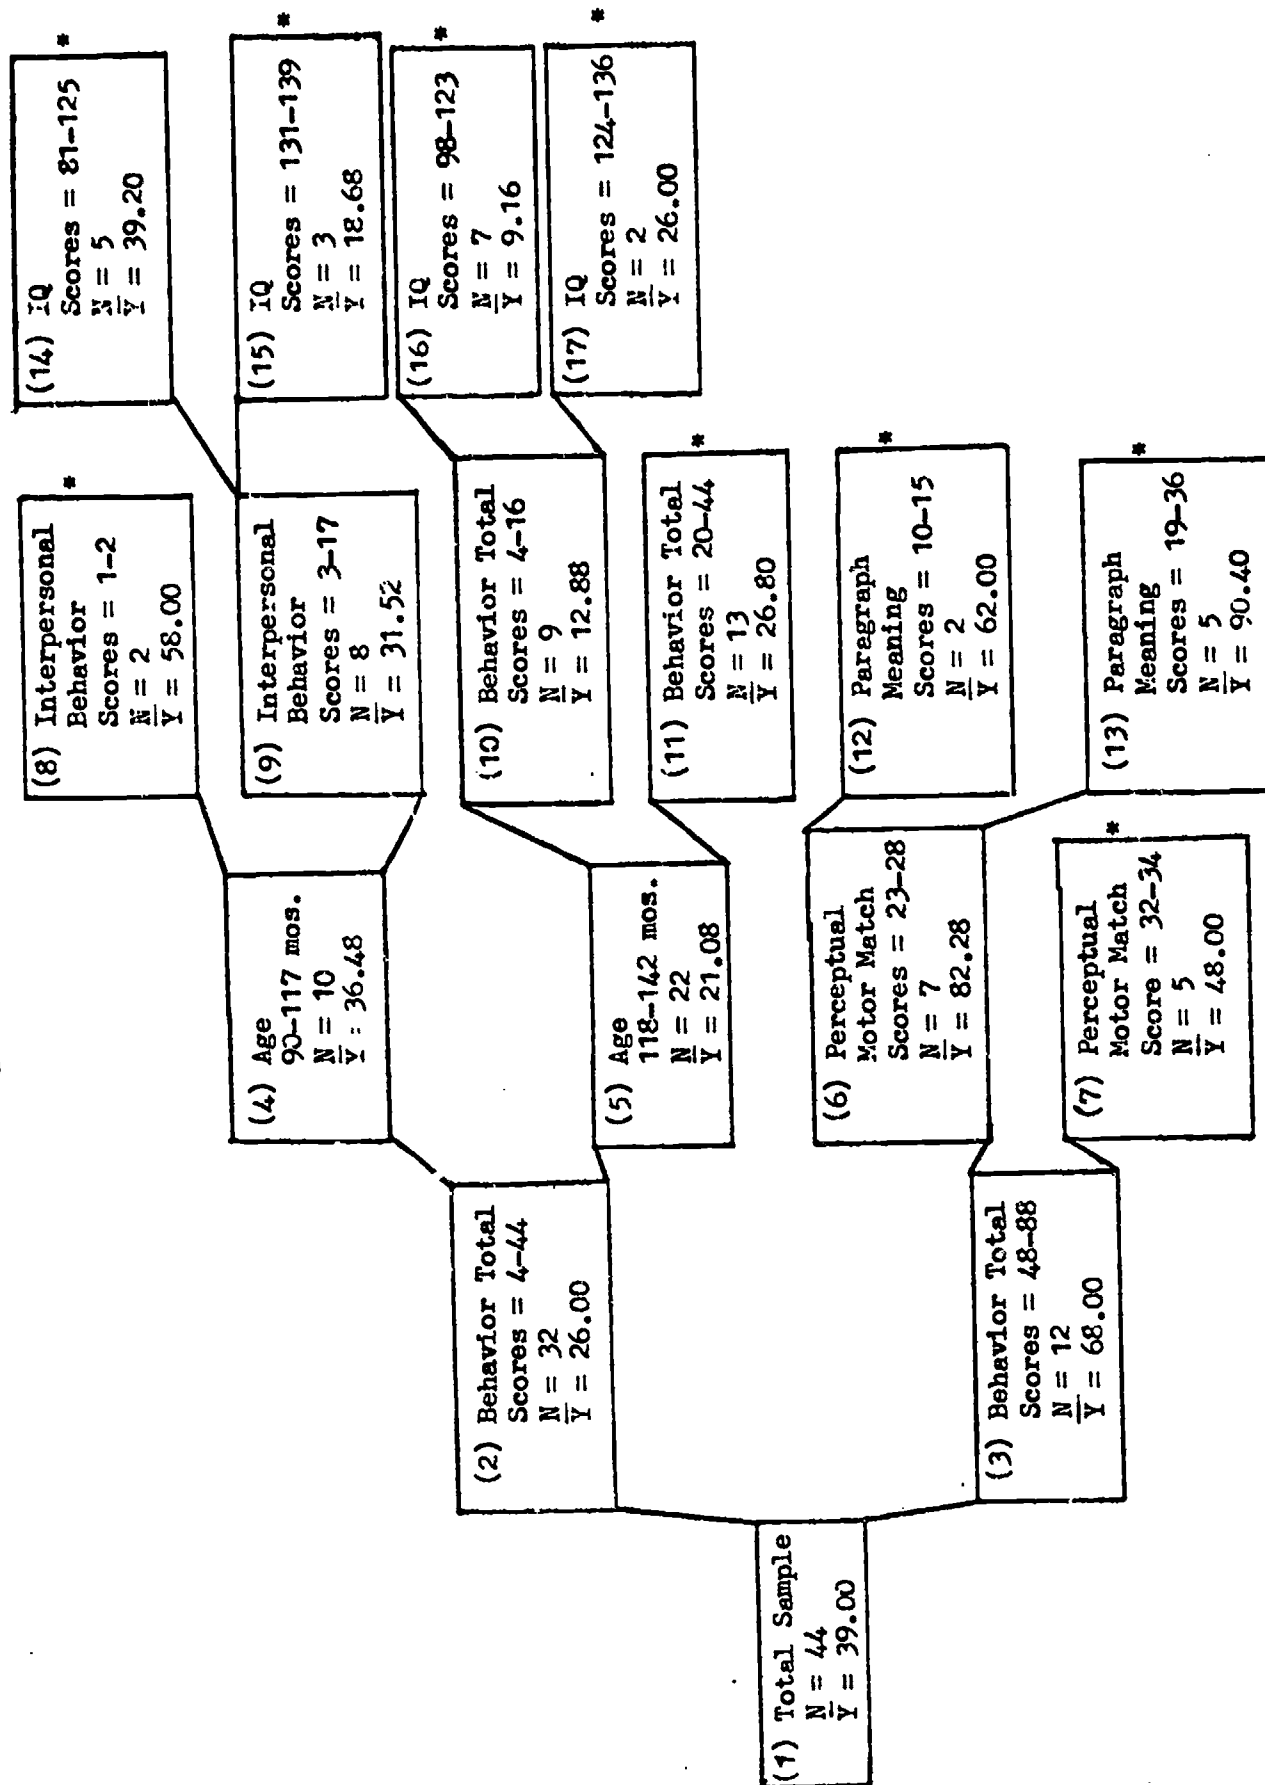 (1) Total Sample
N = 44
Y = 39.00
(2) Behavior Total
Scores = 4-44
N = 32
Y = 26.00
(3) Behavior Total
Scores = 48-88
N = 12
Y = 68.00
(4) Age
90-117 mos.
N = 10
Y = 36.48
(5) Age
118-142 mos.
N = 22
Y = 21.08
(6) Perceptual
Motor Match
Scores = 23-28
N = 7
Y = 82.28
(7) Perceptual
Motor Match
Score = 32-34
N = 5
Y = 48.00
*
(8) Interpersonal
Behavior
Scores = 1-2
N = 2
Y = 58.00
*
(9) Interpersonal
Behavior
Scores = 3-17
N = 8
Y = 31.52
(10) Behavior Total
Scores = 4-16
N = 9
Y = 12.88
(11) Behavior Total
Scores = 20-44
N = 13
Y = 26.80
*
(12) Paragraph
Meaning
Scores = 10-15
N = 2
Y = 62.00
*
(13) Paragraph
Meaning
Scores = 19-36
N = 5
Y = 90.40
*
(14) IQ
Scores = 81-125
N = 5
Y = 39.20
*
(15) IQ
Scores = 131-139
N = 3
Y = 18.68
*
(16) IQ
Scores = 98-123
N = 7
Y = 9.16
*
(17) IQ
Scores = 124-136
N = 2
Y = 26.00
*